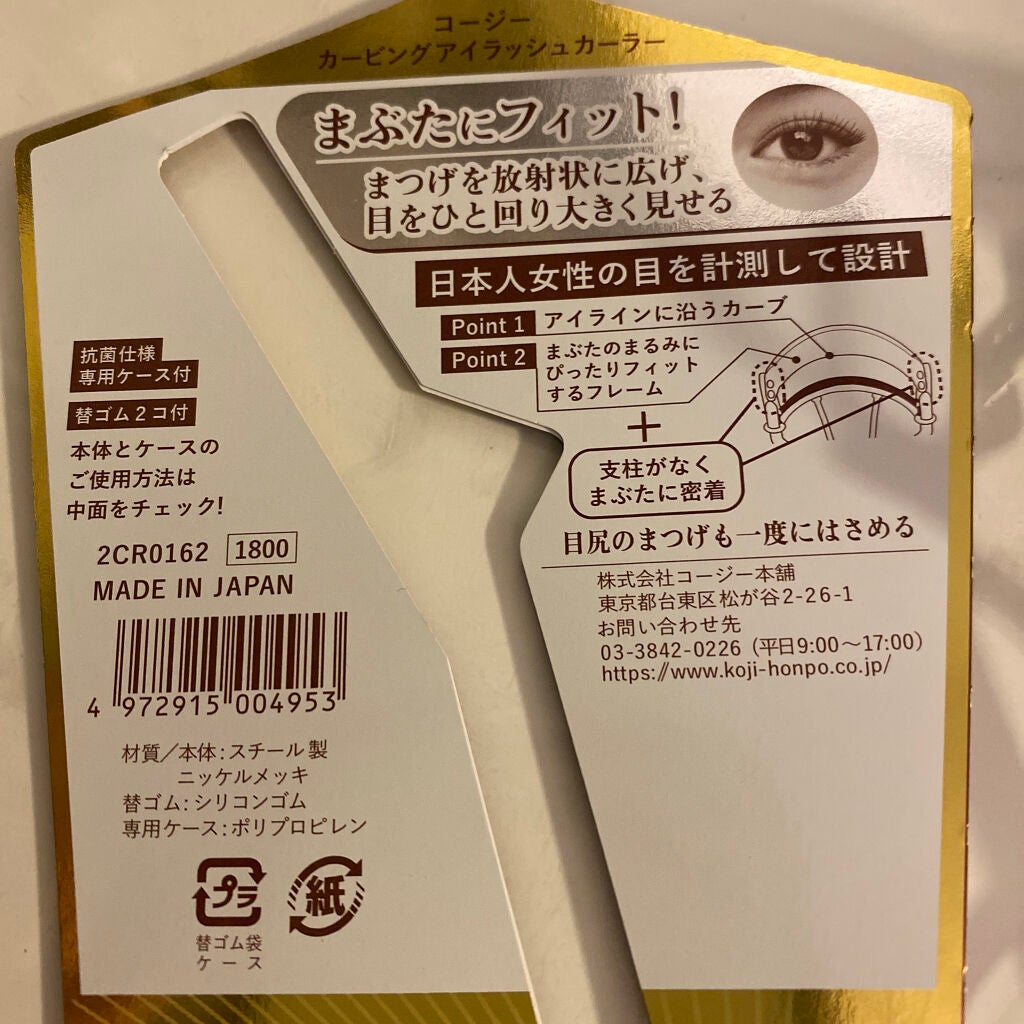 コージー
カービングアイラッシュカーラー
まぶたにフィット!
まつげを放射状に広げ、
目をひと回り大きく見せる
日本人女性の目を計測して設計
Point 1 アイラインに沿うカーブ
Point 2 まぶたのまるみに
ぴったりフィット
するフレーム
+
支柱がなく
まぶたに密着
目尻のまつげも一度にはさめる
株式会社コージー本舗
東京都台東区松が谷2-26-1
お問い合わせ先
03-3842-0226(平日9:00~17:00)
https://www.koji-honpo.co.jp/
抗菌仕様
専用ケース付
替ゴム2コ付
本体とケースの
ご使用方法は
中面をチェック!
2CR0162 1800
MADE IN JAPAN
4 972915 004953
材質/本体:スチール製
ニッケルメッキ
替ゴム:シリコンゴム
専用ケース:ポリプロピレン
プラ 紙
替ゴム袋
ケース